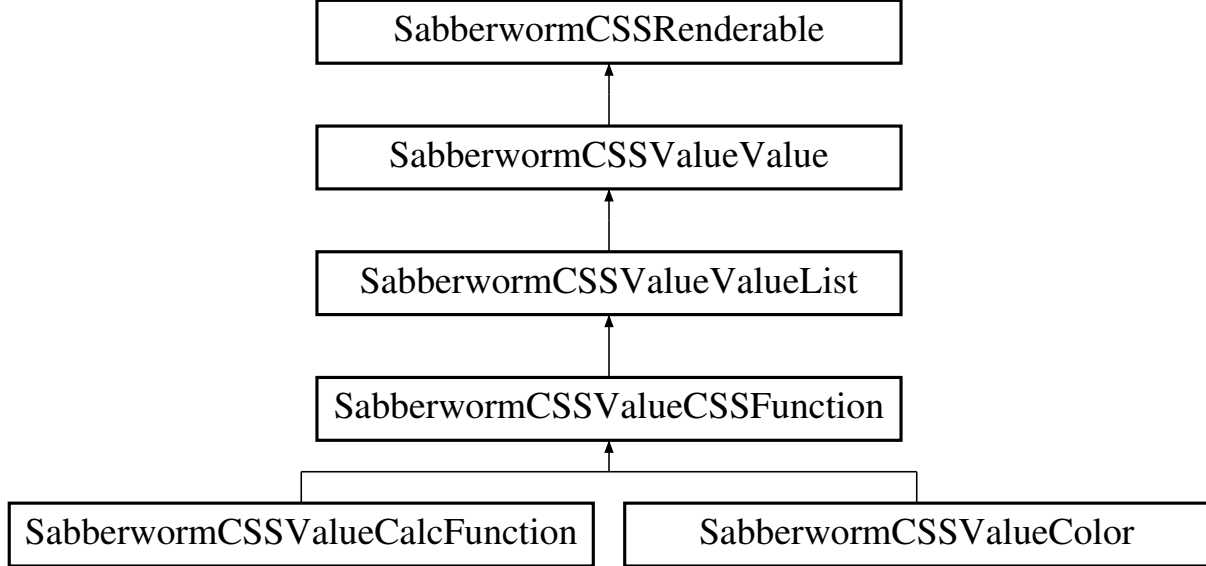 SabberwormCSSRenderable
SabberwormCSSValueValue
SabberwormCSSValueValueList
SabberwormCSSValueCSSFunction
SabberwormCSSValueCalcFunction
SabberwormCSSValueColor